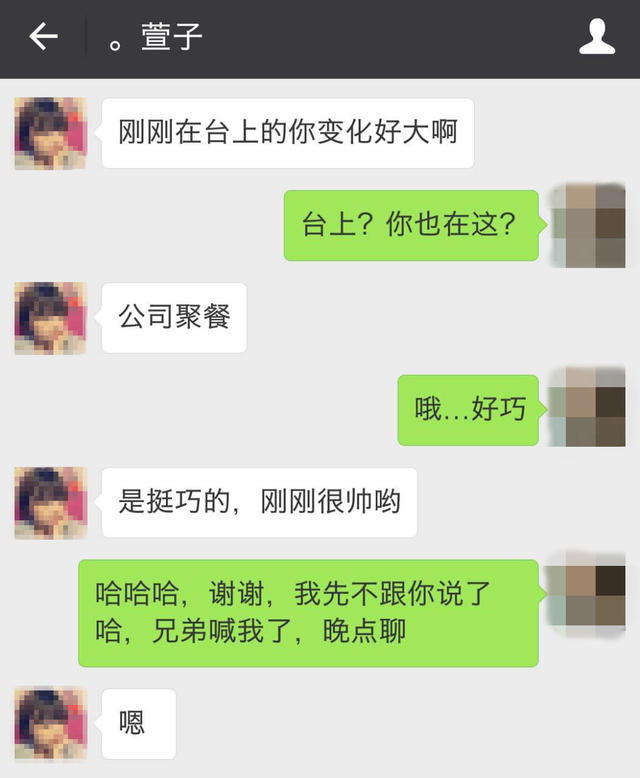 。萱子
刚刚在台上的你变化好大啊
台上？你也在这？
公司聚餐
哦...好巧
是挺巧的，刚刚很帅哟
哈哈哈，谢谢，我先不跟你说了
哈，兄弟喊我了，晚点聊
嗯